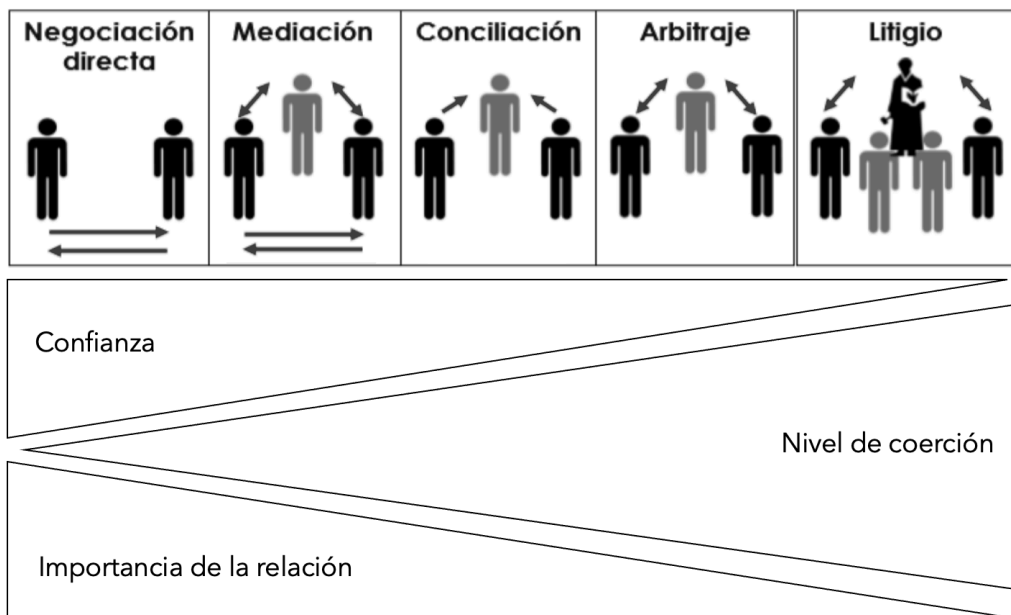 Negociación
directa
Mediación
Conciliación
Arbitraje
Litigio
Confianza
Nivel de coerción
Importancia de la relación